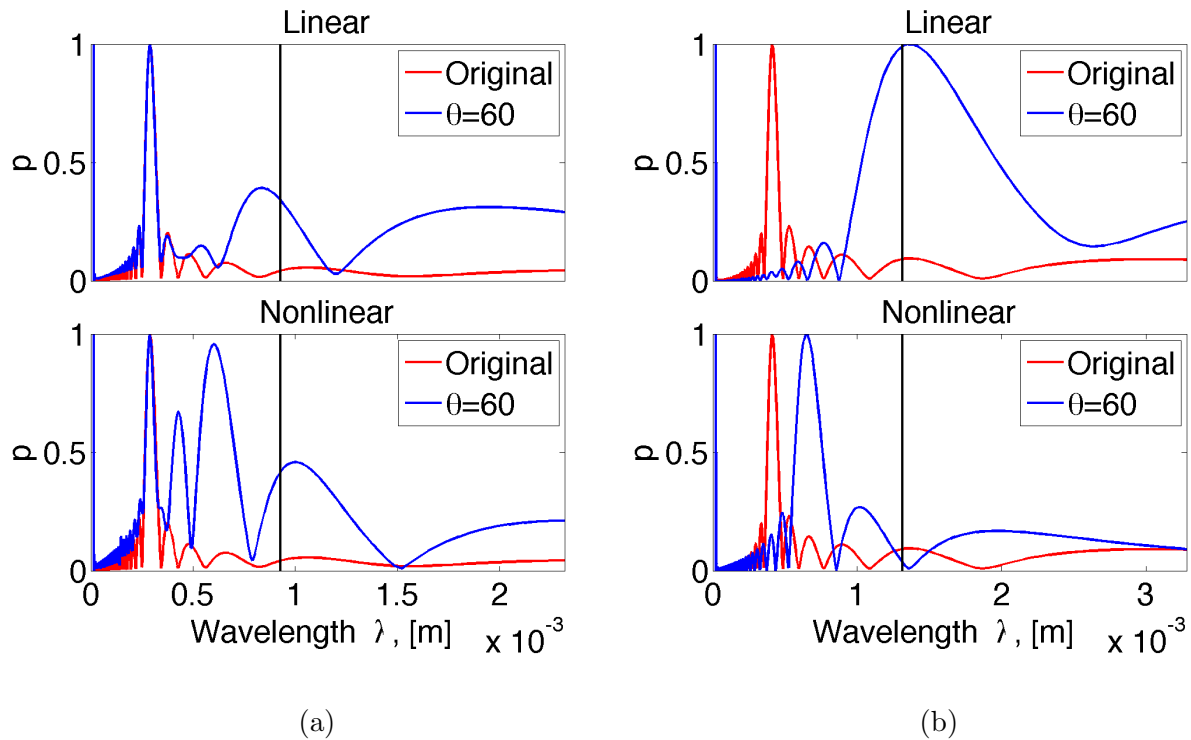 Linear
1
0.5
0
p
Original
θ=60
Nonlinear
1
0.5
0
p
Original
θ=60
0 0.5 1 1.5 2
Wavelength λ, [m] x 10⁻³
(a)
Linear
1
0.5
0
p
Original
θ=60
Nonlinear
1
0.5
0
p
Original
θ=60
0 1 2 3
Wavelength λ, [m] x 10⁻³
(b)